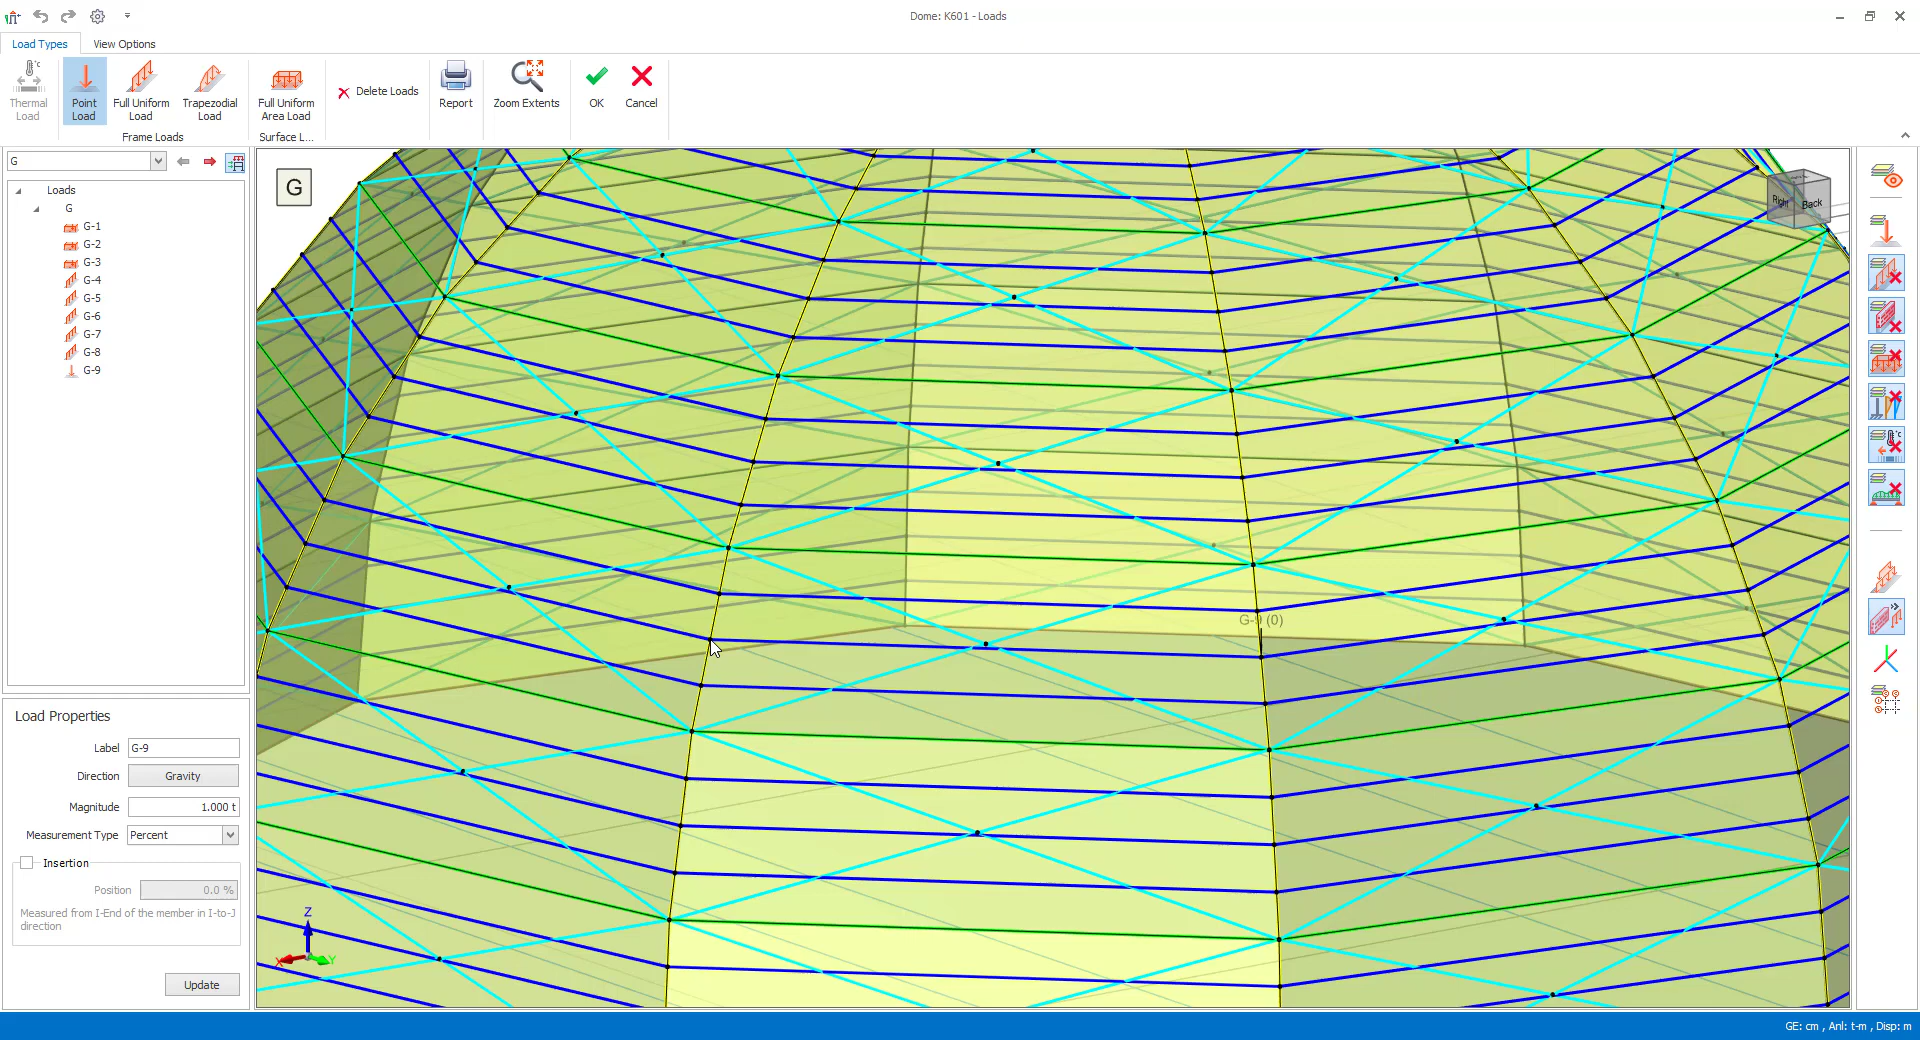 Dome: K601 - Loads
Load Types
View Options
Thermal Load
Point Load
Full Uniform Load
Trapezodial Load
Full Uniform Area Load
Delete Loads
Report
Zoom Extents
OK
Cancel
Frame Loads
Surface L...
G
Loads
G
G-1
G-2
G-3
G-4
G-5
G-6
G-7
G-8
G-9
G
Right
Back
G-9 (0)
Load Properties
Label G-9
Direction Gravity
Magnitude 1.000 t
Measurement Type Percent
Insertion
Position 0.0 %
Measured from I-End of the member in I-to-J
direction
Update
Z
X
Y
GE: cm , Anl: t-m , Disp: m